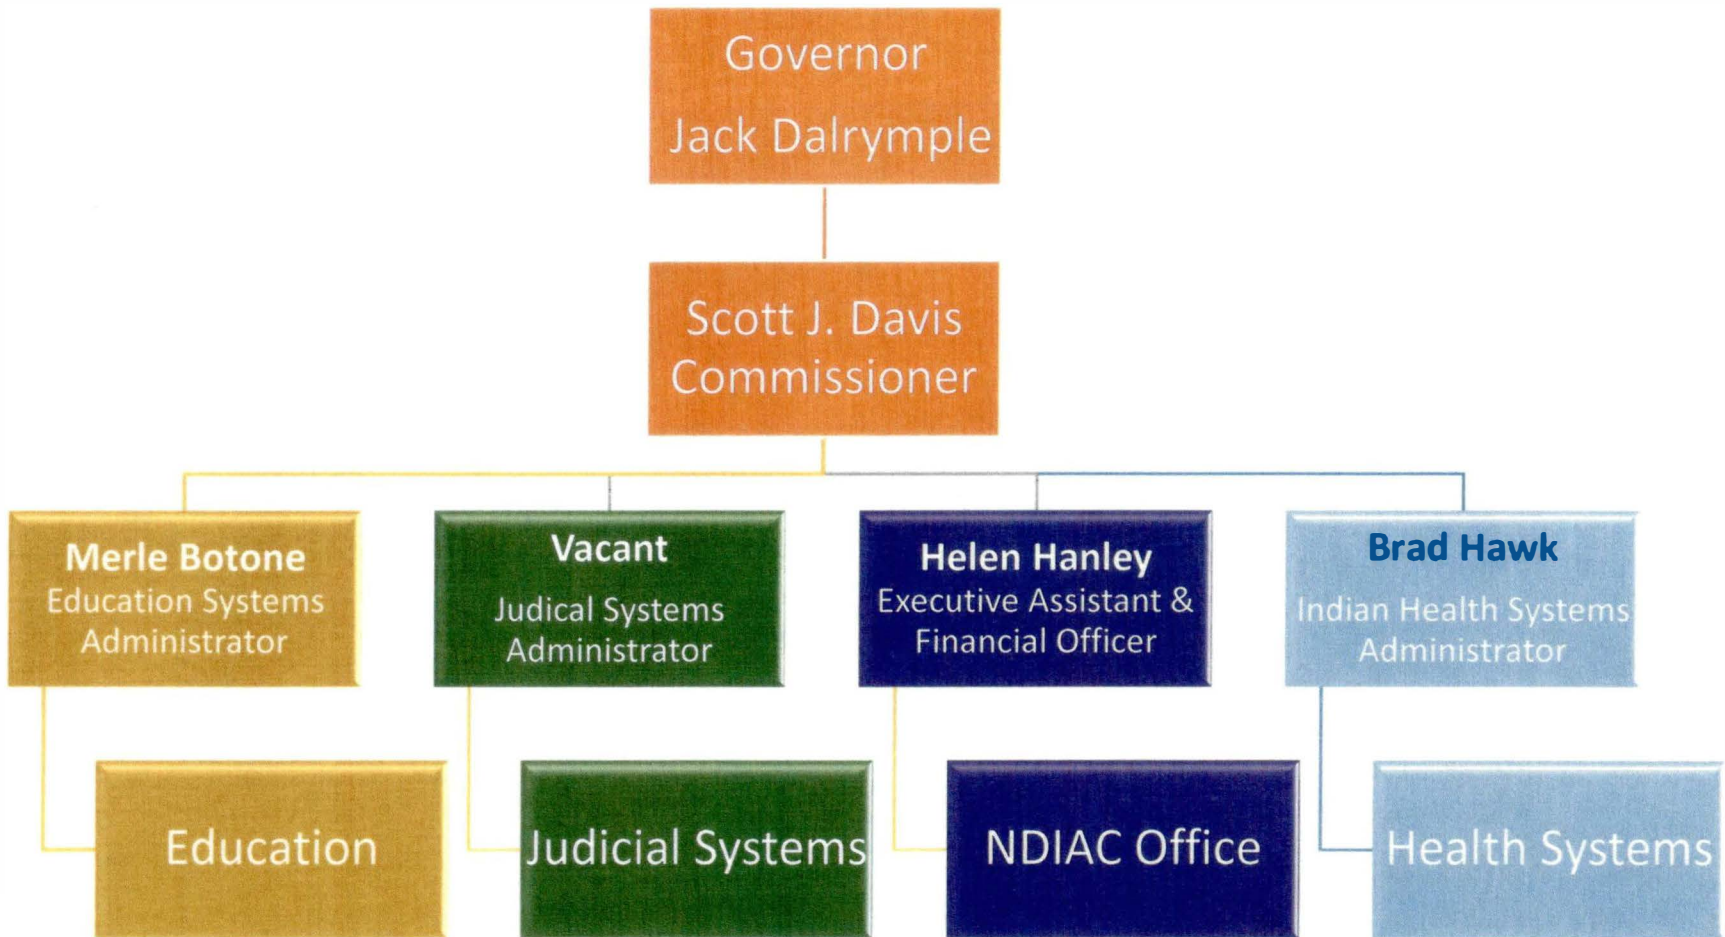 Governor
Jack Dalrymple
Scott J. Davis
Commissioner
Merle Botone
Education Systems
Administrator
Vacant
Judical Systems
Administrator
Helen Hanley
Executive Assistant &
Financial Officer
Brad Hawk
Indian Health Systems
Administrator
Education
Judicial Systems
NDIAC Office
Health Systems